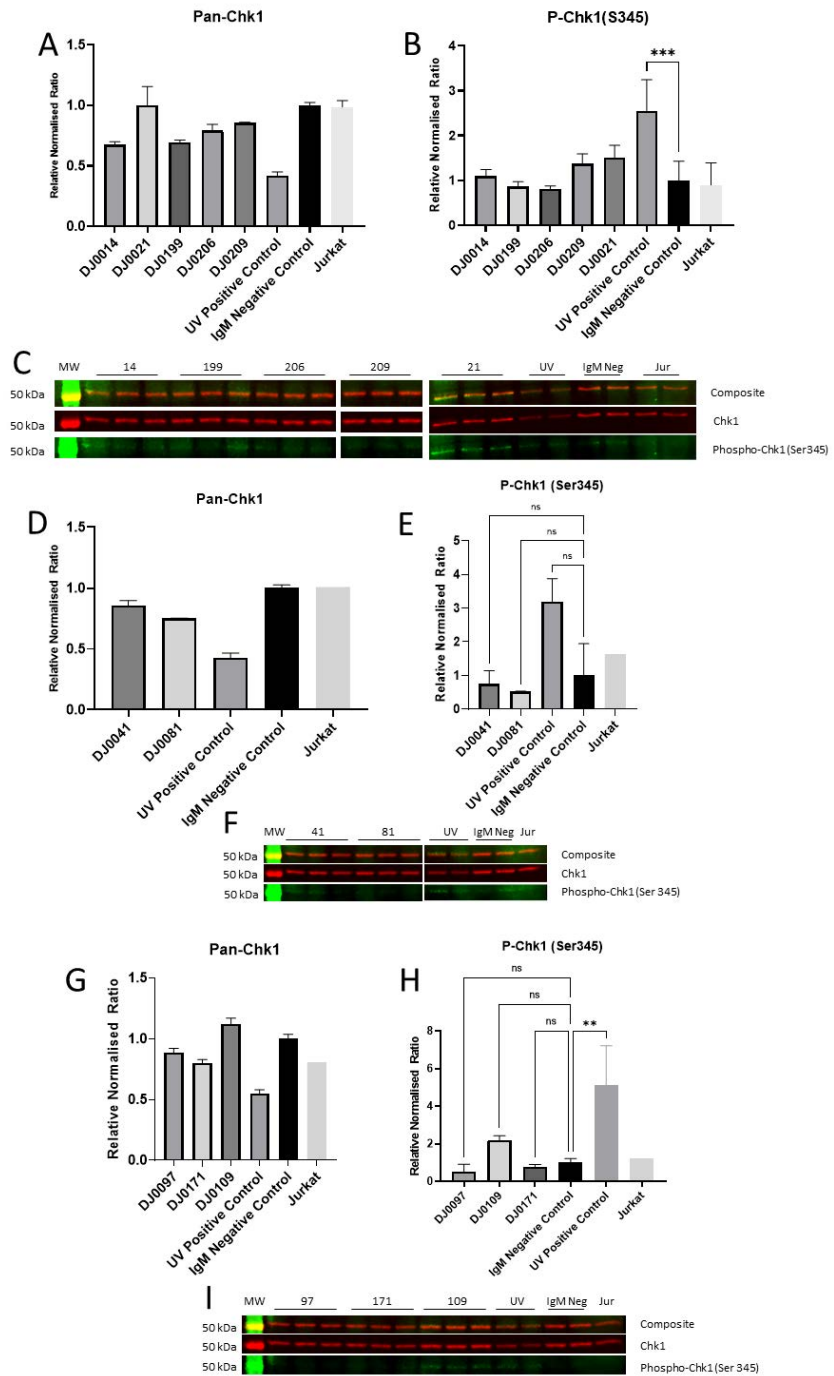 Pan-Chk1
A
Relative Normalised Ratio
1.5
1.0
0.5
0.0
DJ0014
DJ0021
DJ0199
DJ0206
DJ0209
UV Positive Control
IgM Negative Control
Jurkat
P-Chk1(S345)
B
Relative Normalised Ratio
4
3
2
1
0
***
DJ0014
DJ0199
DJ0206
DJ0209
DJ0021
UV Positive Control
IgM Negative Control
Jurkat
C
MW 14 199 206 209 21 UV IgM Neg Jur
50 kDa Composite
50 kDa Chk1
50 kDa Phospho-Chk1(Ser345)
Pan-Chk1
D
Relative Normalised Ratio
1.5
1.0
0.5
0.0
DJ0041
DJ0081
UV Positive Control
IgM Negative Control
Jurkat
P-Chk1 (Ser345)
E
Relative Normalised Ratio
5
4
3
2
1
0
ns
ns
ns
DJ0041
DJ0081
UV Positive Control
IgM Negative Control
Jurkat
F
MW 41 81 UV IgM Neg Jur
50 kDa Composite
50 kDa Chk1
50 kDa Phospho-Chk1(Ser 345)
Pan-Chk1
G
Relative Normalised Ratio
1.5
1.0
0.5
0.0
DJ0097
DJ0171
DJ0109
UV Positive Control
IgM Negative Control
Jurkat
P-Chk1 (Ser345)
H
Relative Normalised Ratio
8
6
4
2
0
ns
ns
ns
**
DJ0097
DJ0109
DJ0171
IgM Negative Control
UV Positive Control
Jurkat
I
MW 97 171 109 UV IgM Neg Jur
50 kDa Composite
50 kDa Chk1
50 kDa Phospho-Chk1(Ser 345)